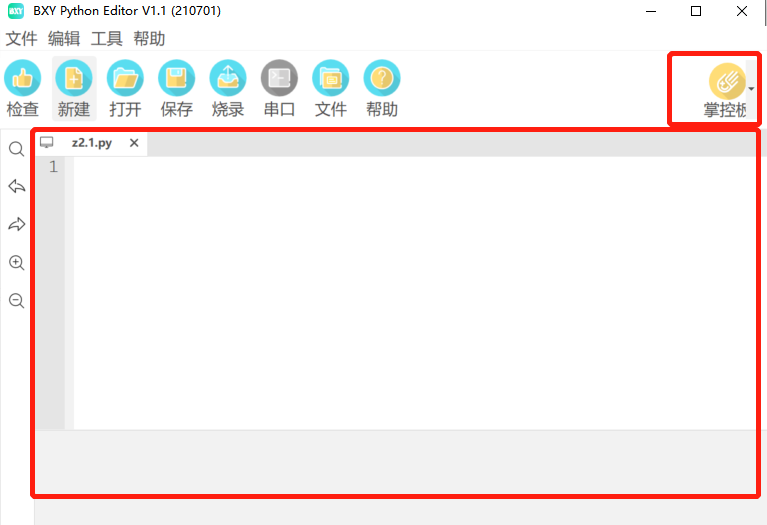 BXY BXY Python Editor V1.1 (210701)
文件 编辑 工具 帮助
检查 新建 打开 保存 烧录 串口 文件 帮助 掌控板
z2.1.py
1